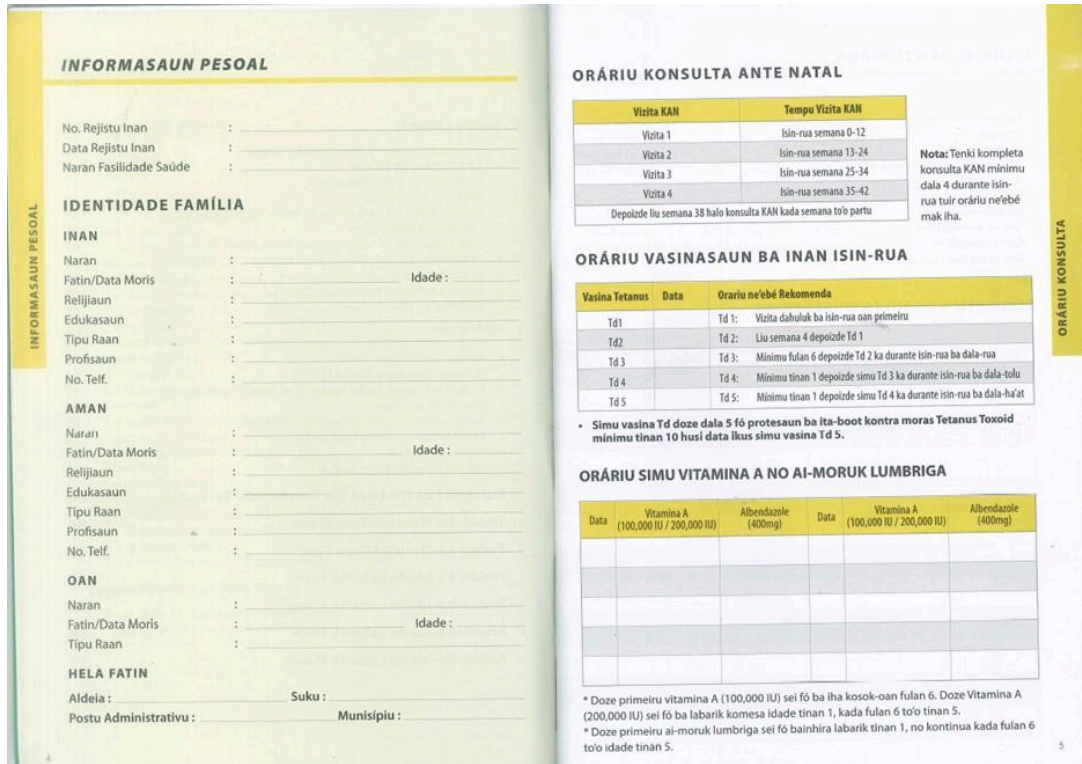 INFORMASAUN PESOAL
INFORMASAUN PESOAL
No. Rejistu Inan :
Data Rejistu Inan :
Naran Fasilidade Saúde :
IDENTIDADE FAMÍLIA
INAN
Naran :
Fatin/Data Moris : Idade :
Relijiaun :
Edukasaun :
Tipu Raan :
Profisaun :
No. Telf. :
AMAN
Naran :
Fatin/Data Moris : Idade :
Relijiaun :
Edukasaun :
Tipu Raan :
Profisaun :
No. Telf. :
OAN
Naran :
Fatin/Data Moris : Idade :
Tipu Raan :
HELA FATIN
Aldeia : Suku :
Postu Administrativu : Munisípiu :
4
ORÁRIU KONSULTA
ORÁRIU KONSULTA ANTE NATAL
Vizita KAN Tempu Vizita KAN
Vizita 1 Isin-rua semana 0-12
Vizita 2 Isin-rua semana 13-24
Vizita 3 Isin-rua semana 25-34
Vizita 4 Isin-rua semana 35-42
Depoizde liu semana 38 halo konsulta KAN kada semana to'o partu
Nota: Tenki kompleta
konsulta KAN mínimu
dala 4 durante isin-
rua tuir oráriu ne'ebé
mak iha.
ORÁRIU VASINASAUN BA INAN ISIN-RUA
Vasina Tetanus Data Orariu ne'ebé Rekomenda
Td1 Td 1: Vizita dahuluk ba isin-rua oan primeiru
Td2 Td 2: Liu semana 4 depoizde Td 1
Td 3 Td 3: Mínimu fulan 6 depoizde Td 2 ka durante isin-rua ba dala-rua
Td 4 Td 4: Mínimu tinan 1 depoizde simu Td 3 ka durante isin-rua ba dala-tolu
Td 5 Td 5: Mínimu tinan 1 depoizde simu Td 4 ka durante isin-rua ba dala-ha'at
• Simu vasina Td doze dala 5 fó protesaun ba ita-boot kontra moras Tetanus Toxoid
mínimu tinan 10 husi data ikus simu vasina Td 5.
ORÁRIU SIMU VITAMINA A NO AI-MORUK LUMBRIGA
Data Vitamina A (100,000 IU / 200,000 IU) Albendazole (400mg) Data Vitamina A (100,000 IU / 200,000 IU) Albendazole (400mg)
* Doze primeiru vitamina A (100,000 IU) sei fó ba iha kosok-oan fulan 6. Doze Vitamina A
(200,000 IU) sei fó ba labarik komesa idade tinan 1, kada fulan 6 to'o tinan 5.
* Doze primeiru ai-moruk lumbriga sei fó bainhira labarik tinan 1, no kontinua kada fulan 6
to'o idade tinan 5.
5